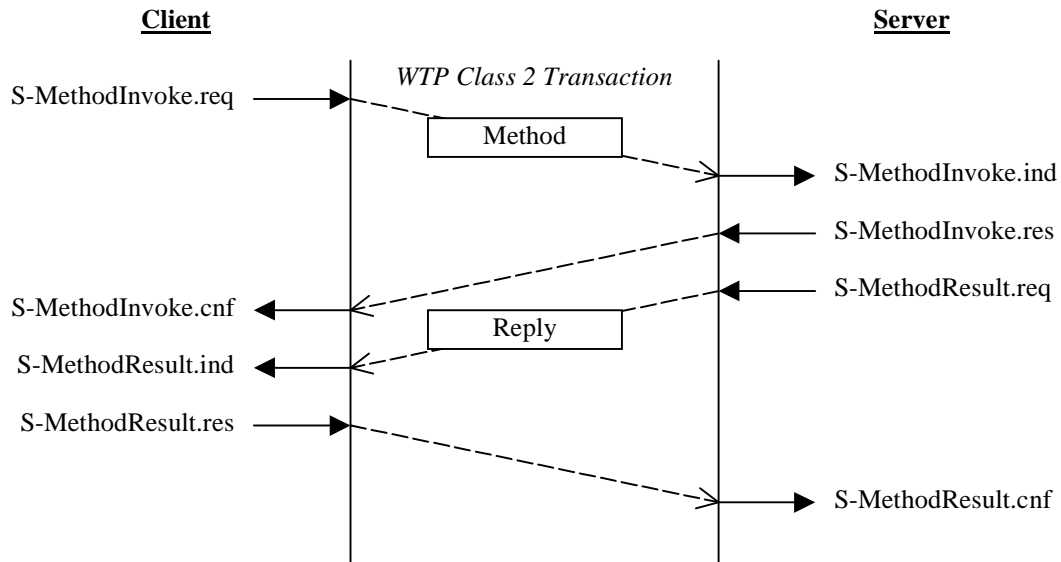 Client
Server
WTP Class 2 Transaction
S-MethodInvoke.req
Method
S-MethodInvoke.ind
S-MethodInvoke.res
S-MethodResult.req
S-MethodInvoke.cnf
Reply
S-MethodResult.ind
S-MethodResult.res
S-MethodResult.cnf